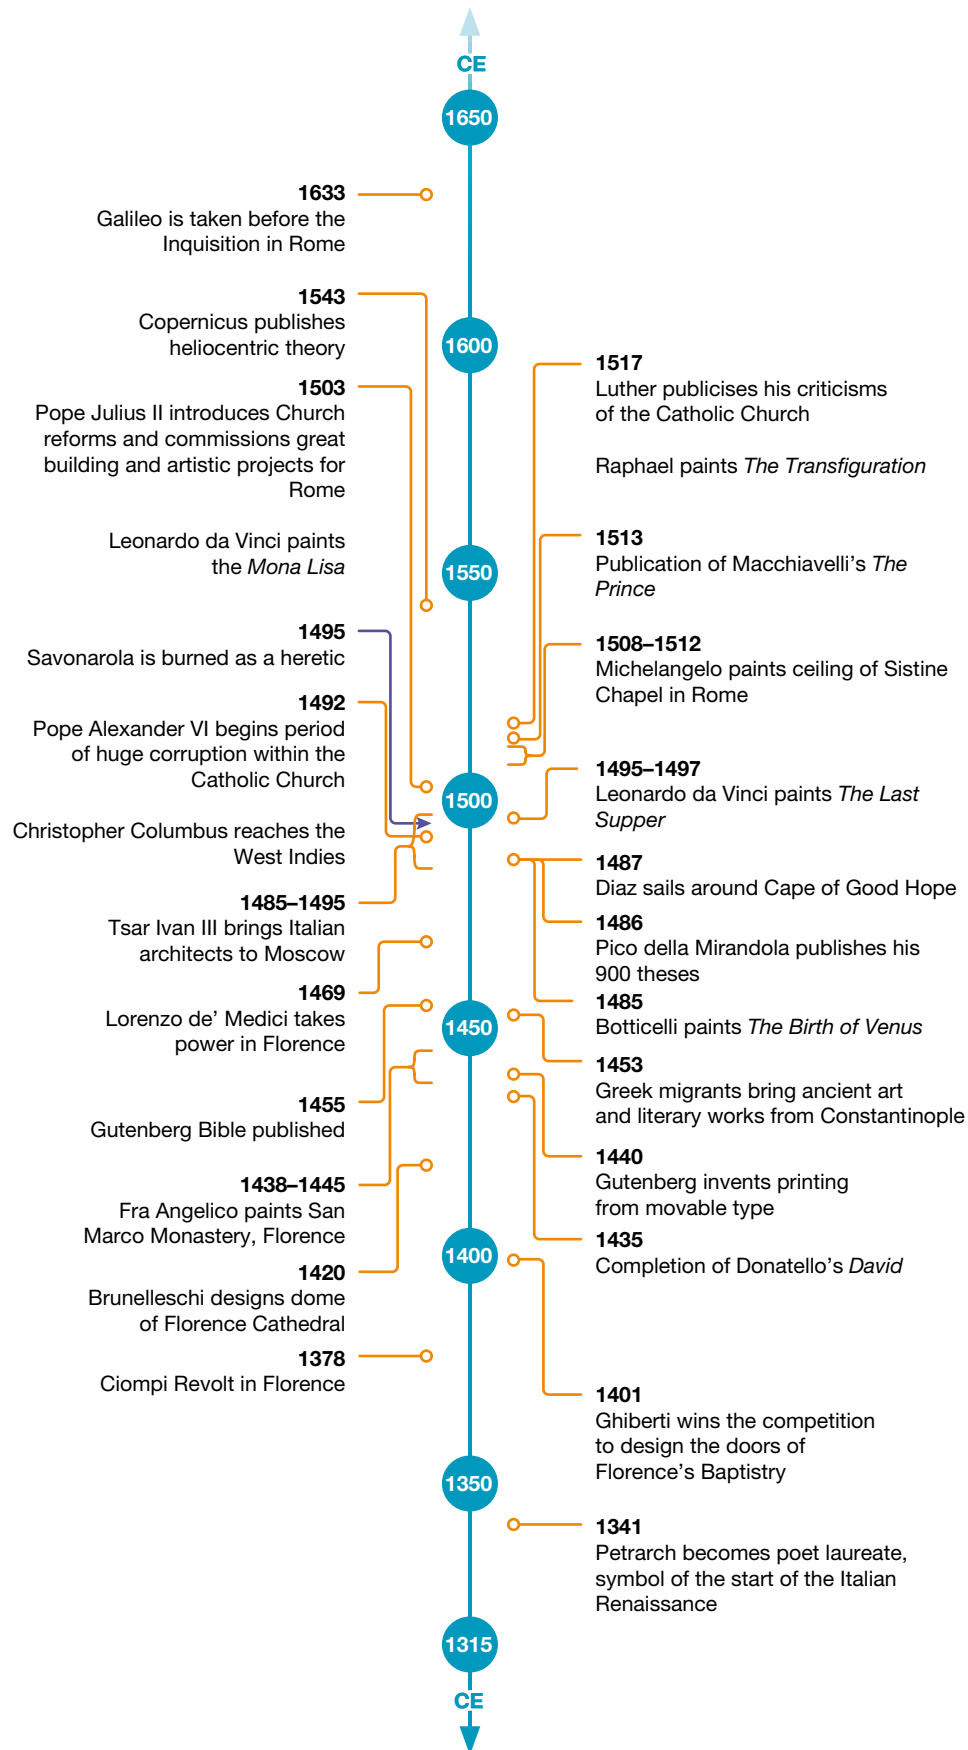 CE
1650
1633
Galileo is taken before the
Inquisition in Rome
1543
Copernicus publishes
heliocentric theory
1600
1517
Luther publicises his criticisms
of the Catholic Church
Raphael paints The Transfiguration
1503
Pope Julius II introduces Church
reforms and commissions great
building and artistic projects for
Rome
Leonardo da Vinci paints
the Mona Lisa
1550
1513
Publication of Macchiavelli's The
Prince
1495
Savonarola is burned as a heretic
1508–1512
Michelangelo paints ceiling of Sistine
Chapel in Rome
1492
Pope Alexander VI begins period
of huge corruption within the
Catholic Church
Christopher Columbus reaches the
West Indies
1500
1495–1497
Leonardo da Vinci paints The Last
Supper
1487
Diaz sails around Cape of Good Hope
1485–1495
Tsar Ivan III brings Italian
architects to Moscow
1486
Pico della Mirandola publishes his
900 theses
1469
Lorenzo de' Medici takes
power in Florence
1485
Botticelli paints The Birth of Venus
1450
1453
Greek migrants bring ancient art
and literary works from Constantinople
1455
Gutenberg Bible published
1440
Gutenberg invents printing
from movable type
1438–1445
Fra Angelico paints San
Marco Monastery, Florence
1435
Completion of Donatello's David
1400
1420
Brunelleschi designs dome
of Florence Cathedral
1378
Ciompi Revolt in Florence
1401
Ghiberti wins the competition
to design the doors of
Florence's Baptistry
1350
1341
Petrarch becomes poet laureate,
symbol of the start of the Italian
Renaissance
1315
CE